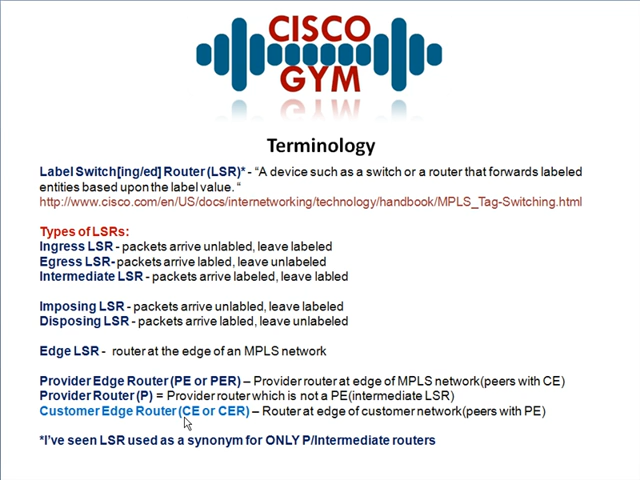 CISCO
GYM
Terminology
Label Switch[ing/ed] Router (LSR)* - “A device such as a switch or a router that forwards labeled
entities based upon the label value. “
http://www.cisco.com/en/US/docs/internetworking/technology/handbook/MPLS_Tag-Switching.html
Types of LSRs:
Ingress LSR - packets arrive unlabled, leave labeled
Egress LSR- packets arrive labled, leave unlabeled
Intermediate LSR - packets arrive labeled, leave labled
Imposing LSR - packets arrive unlabled, leave labeled
Disposing LSR - packets arrive labled, leave unlabeled
Edge LSR - router at the edge of an MPLS network
Provider Edge Router (PE or PER) – Provider router at edge of MPLS network(peers with CE)
Provider Router (P) = Provider router which is not a PE(intermediate LSR)
Customer Edge Router (CE or CER) – Router at edge of customer network(peers with PE)
*I’ve seen LSR used as a synonym for ONLY P/Intermediate routers